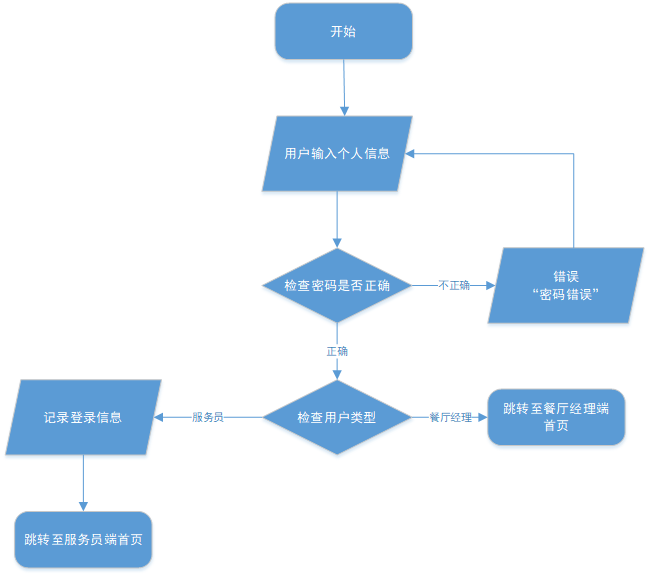 开始
用户输入个人信息
检查密码是否正确
不正确
错误
“密码错误”
正确
记录登录信息
服务员
检查用户类型
餐厅经理
跳转至餐厅经理端
首页
跳转至服务员端首页